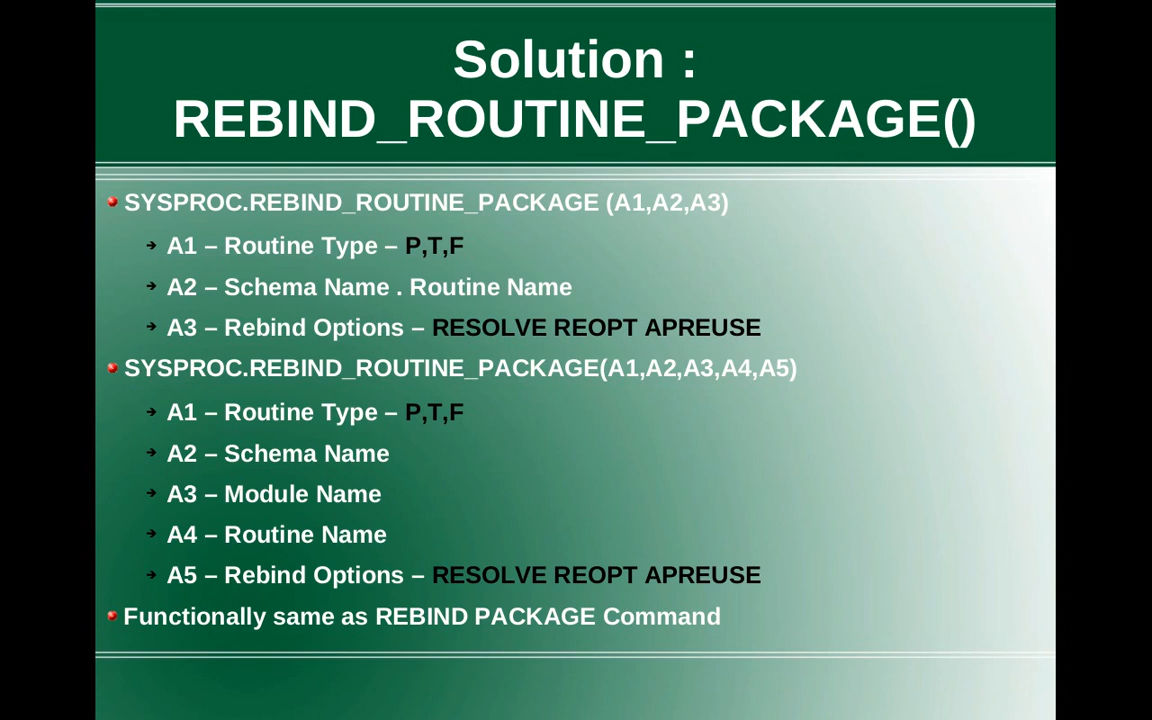 Solution :
REBIND_ROUTINE_PACKAGE()
SYSPROC.REBIND_ROUTINE_PACKAGE (A1,A2,A3)
A1 – Routine Type – P,T,F
A2 – Schema Name . Routine Name
A3 – Rebind Options – RESOLVE REOPT APREUSE
SYSPROC.REBIND_ROUTINE_PACKAGE(A1,A2,A3,A4,A5)
A1 – Routine Type – P,T,F
A2 – Schema Name
A3 – Module Name
A4 – Routine Name
A5 – Rebind Options – RESOLVE REOPT APREUSE
Functionally same as REBIND PACKAGE Command